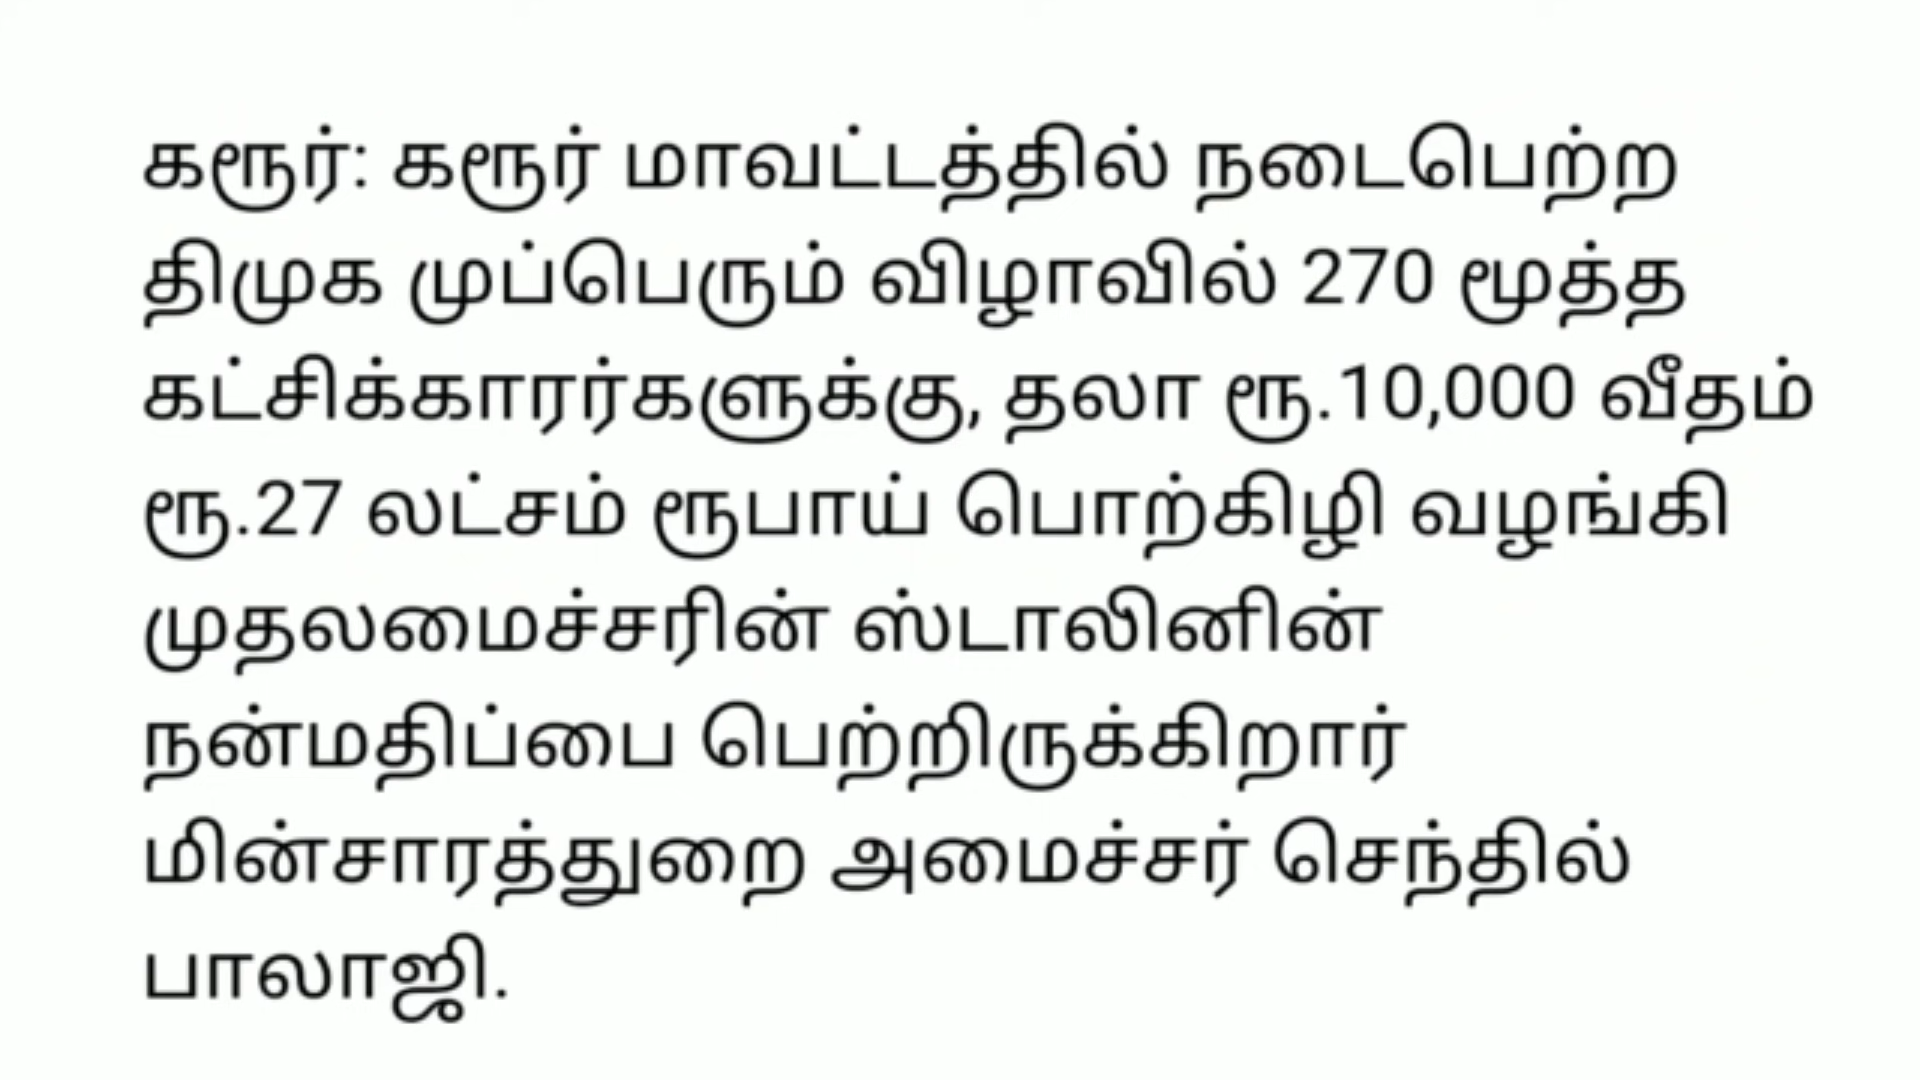 கரூர்: கரூர் மாவட்டத்தில் நடைபெற்ற
திமுக முப்பெரும் விழாவில் 270 மூத்த
கட்சிக்காரர்களுக்கு, தலா ரூ.10,000 வீதம்
ரூ.27 லட்சம் ரூபாய் பொற்கிழி வழங்கி
முதலமைச்சரின் ஸ்டாலினின்
நன்மதிப்பை பெற்றிருக்கிறார்
மின்சாரத்துறை அமைச்சர் செந்தில்
பாலாஜி.